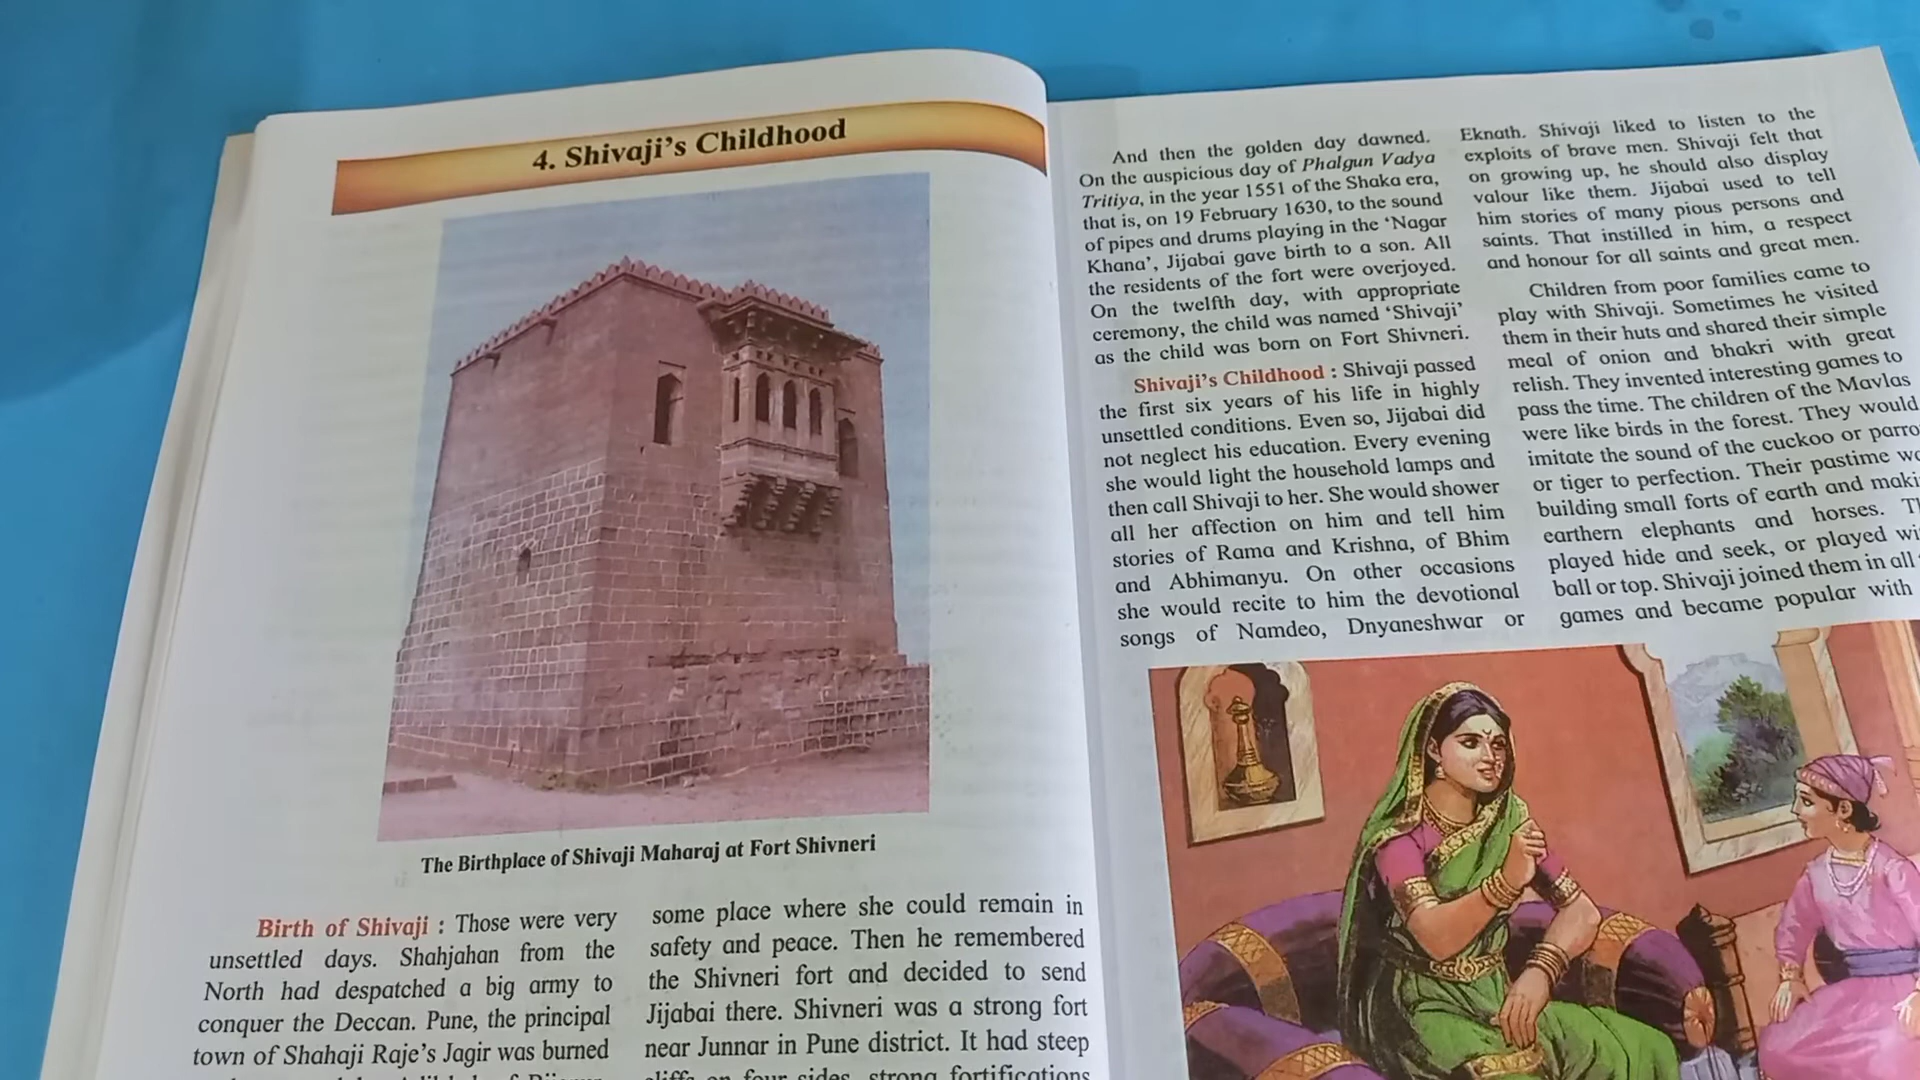 4. Shivaji's Childhood
The Birthplace of Shivaji Maharaj at Fort Shivneri
Birth of Shivaji : Those were very
unsettled days. Shahjahan from the
North had despatched a big army to
conquer the Deccan. Pune, the principal
town of Shahaji Raje's Jagir was burned
some place where she could remain in
safety and peace. Then he remembered
the Shivneri fort and decided to send
Jijabai there. Shivneri was a strong fort
near Junnar in Pune district. It had steep
cliffs on four sides, strong fortifications
And then the golden day dawned.
On the auspicious day of Phalgun Vadya
Tritiya, in the year 1551 of the Shaka era,
that is, on 19 February 1630, to the sound
of pipes and drums playing in the 'Nagar
Khana', Jijabai gave birth to a son. All
the residents of the fort were overjoyed.
On the twelfth day, with appropriate
ceremony, the child was named 'Shivaji'
as the child was born on Fort Shivneri.
Shivaji's Childhood : Shivaji passed
the first six years of his life in highly
unsettled conditions. Even so, Jijabai did
not neglect his education. Every evening
she would light the household lamps and
then call Shivaji to her. She would shower
all her affection on him and tell him
stories of Rama and Krishna, of Bhim
and Abhimanyu. On other occasions
she would recite to him the devotional
songs of Namdeo, Dnyaneshwar or
Eknath. Shivaji liked to listen to the
exploits of brave men. Shivaji felt that
on growing up, he should also display
valour like them. Jijabai used to tell
him stories of many pious persons and
saints. That instilled in him, a respect
and honour for all saints and great men.
Children from poor families came to
play with Shivaji. Sometimes he visited
them in their huts and shared their simple
meal of onion and bhakri with great
relish. They invented interesting games to
pass the time. The children of the Mavlas
were like birds in the forest. They would
imitate the sound of the cuckoo or
or tiger to perfection. Their pastime
building small forts of earth and
earthern elephants and horses.
played hide and seek, or played
ball or top. Shivaji joined them in all
games and became popular with